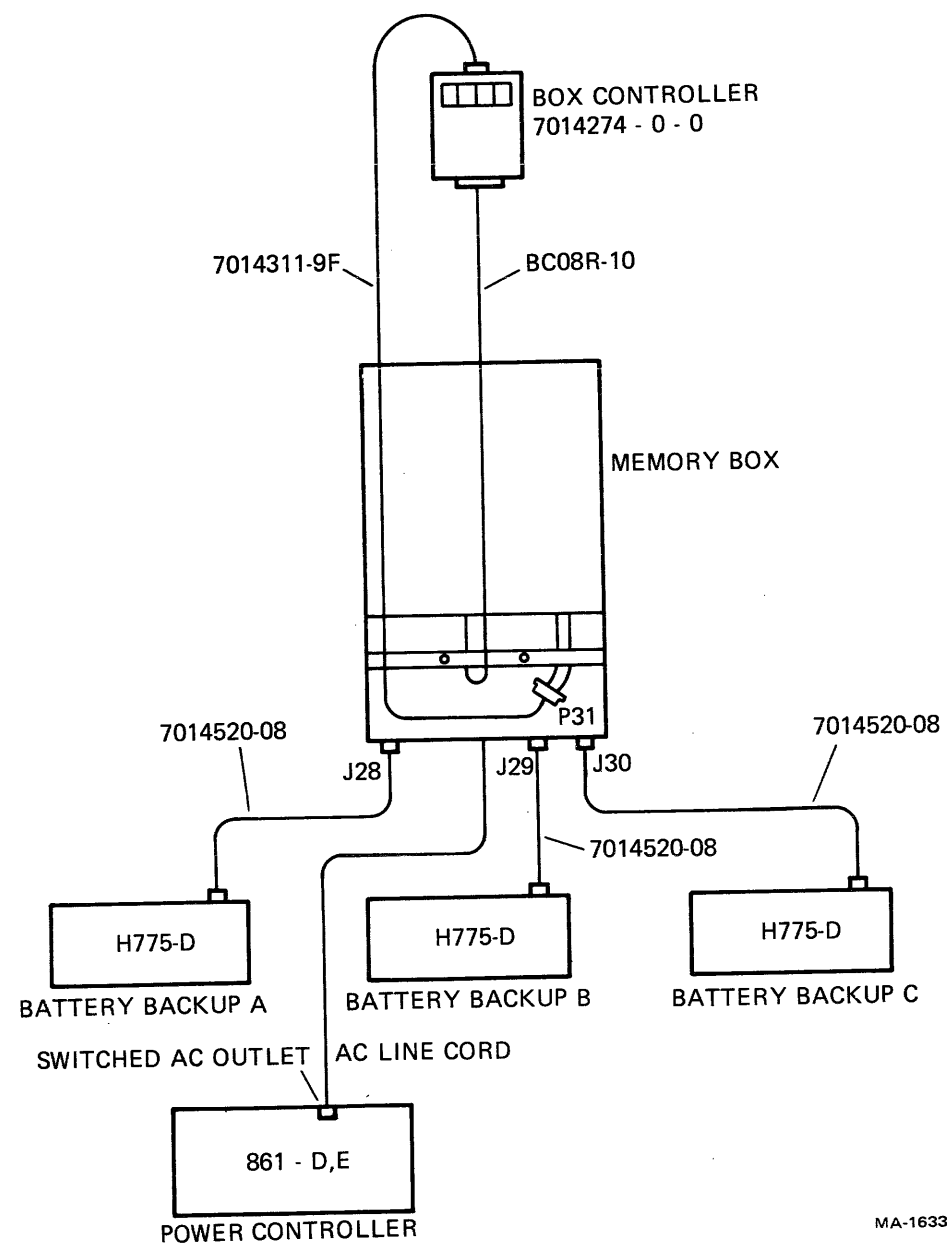 BOX CONTROLLER
7014274 - 0 - 0
7014311-9F
BC08R-10
MEMORY BOX
P31
7014520-08
7014520-08
J28
J29
J30
7014520-08
H775-D
H775-D
H775-D
BATTERY BACKUP A
BATTERY BACKUP B
BATTERY BACKUP C
SWITCHED AC OUTLET
AC LINE CORD
861 - D,E
POWER CONTROLLER
MA-1633